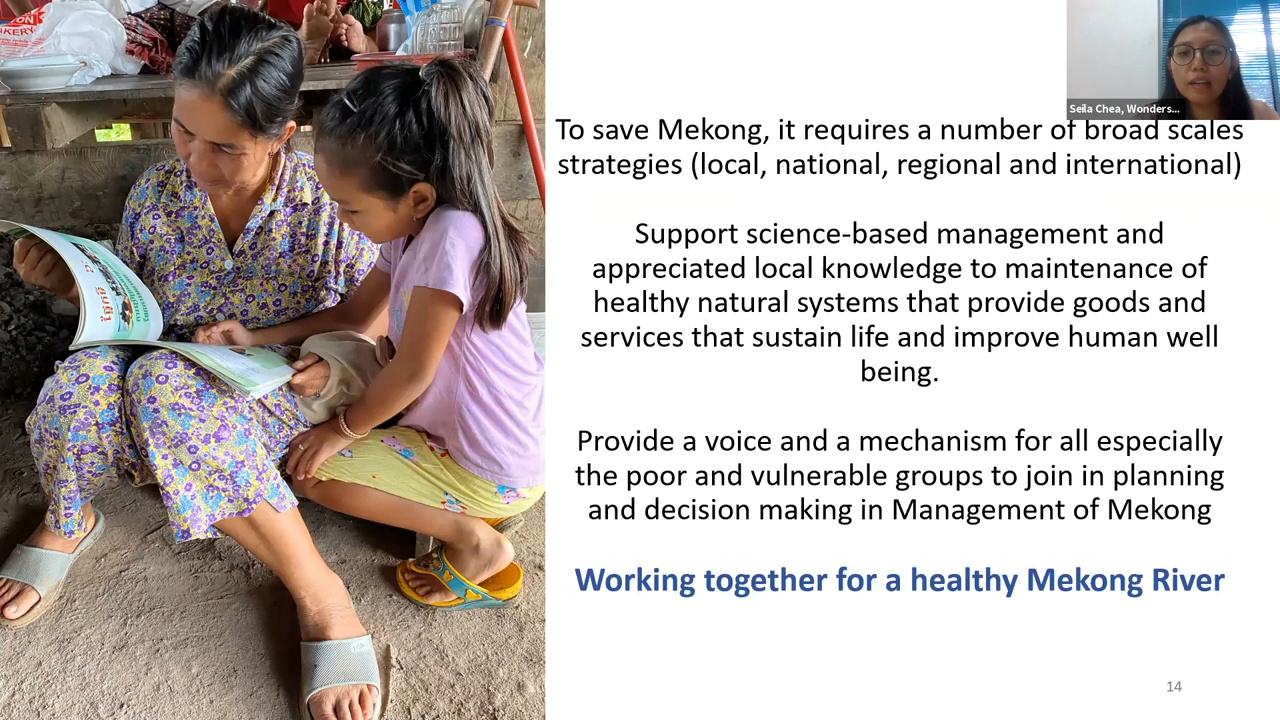 Seila Chea, Wonders...
To save Mekong, it requires a number of broad scales
strategies (local, national, regional and international)
Support science-based management and
appreciated local knowledge to maintenance of
healthy natural systems that provide goods and
services that sustain life and improve human well
being.
Provide a voice and a mechanism for all especially
the poor and vulnerable groups to join in planning
and decision making in Management of Mekong
Working together for a healthy Mekong River
14